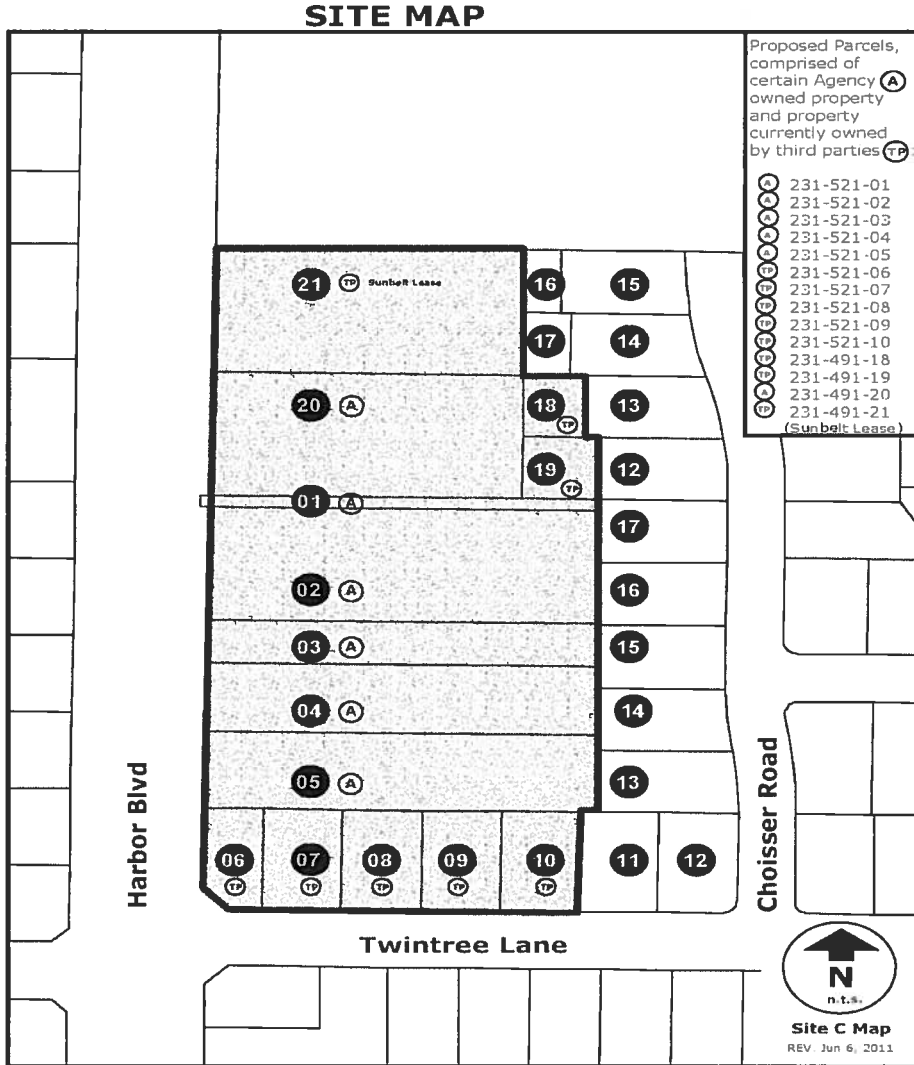 SITE MAP
Proposed Parcels,
comprised of
certain Agency A
owned property
and property
currently owned
by third parties TP:
A 231-521-01
A 231-521-02
A 231-521-03
A 231-521-04
A 231-521-05
TP 231-521-06
TP 231-521-07
TP 231-521-08
TP 231-521-09
TP 231-521-10
TP 231-491-18
TP 231-491-19
A 231-491-20
TP 231-491-21
(Sunbelt Lease)
21 TP Sunbelt Lease
16
15
17
14
20 A
18 TP
13
19 TP
12
01 A
17
02 A
16
03 A
15
04 A
14
05 A
13
06 TP
07 TP
08 TP
09 TP
10 TP
11
12
Harbor Blvd
Choisser Road
Twintree Lane
N
n.t.s.
Site C Map
REV. Jun 6, 2011